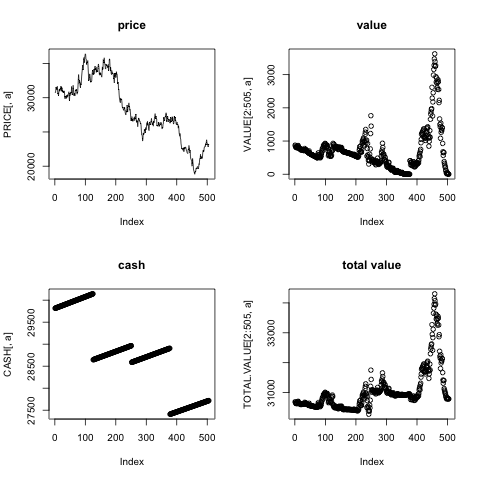 price
PRICE[, a]
20000 30000
0 100 200 300 400 500
Index
value
VALUE[2:505, a]
0 1000 2000 3000
0 100 200 300 400 500
Index
cash
CASH[, a]
27500 28500 29500
0 100 200 300 400 500
Index
total value
TOTAL.VALUE[2:505, a]
31000 33000
0 100 200 300 400 500
Index